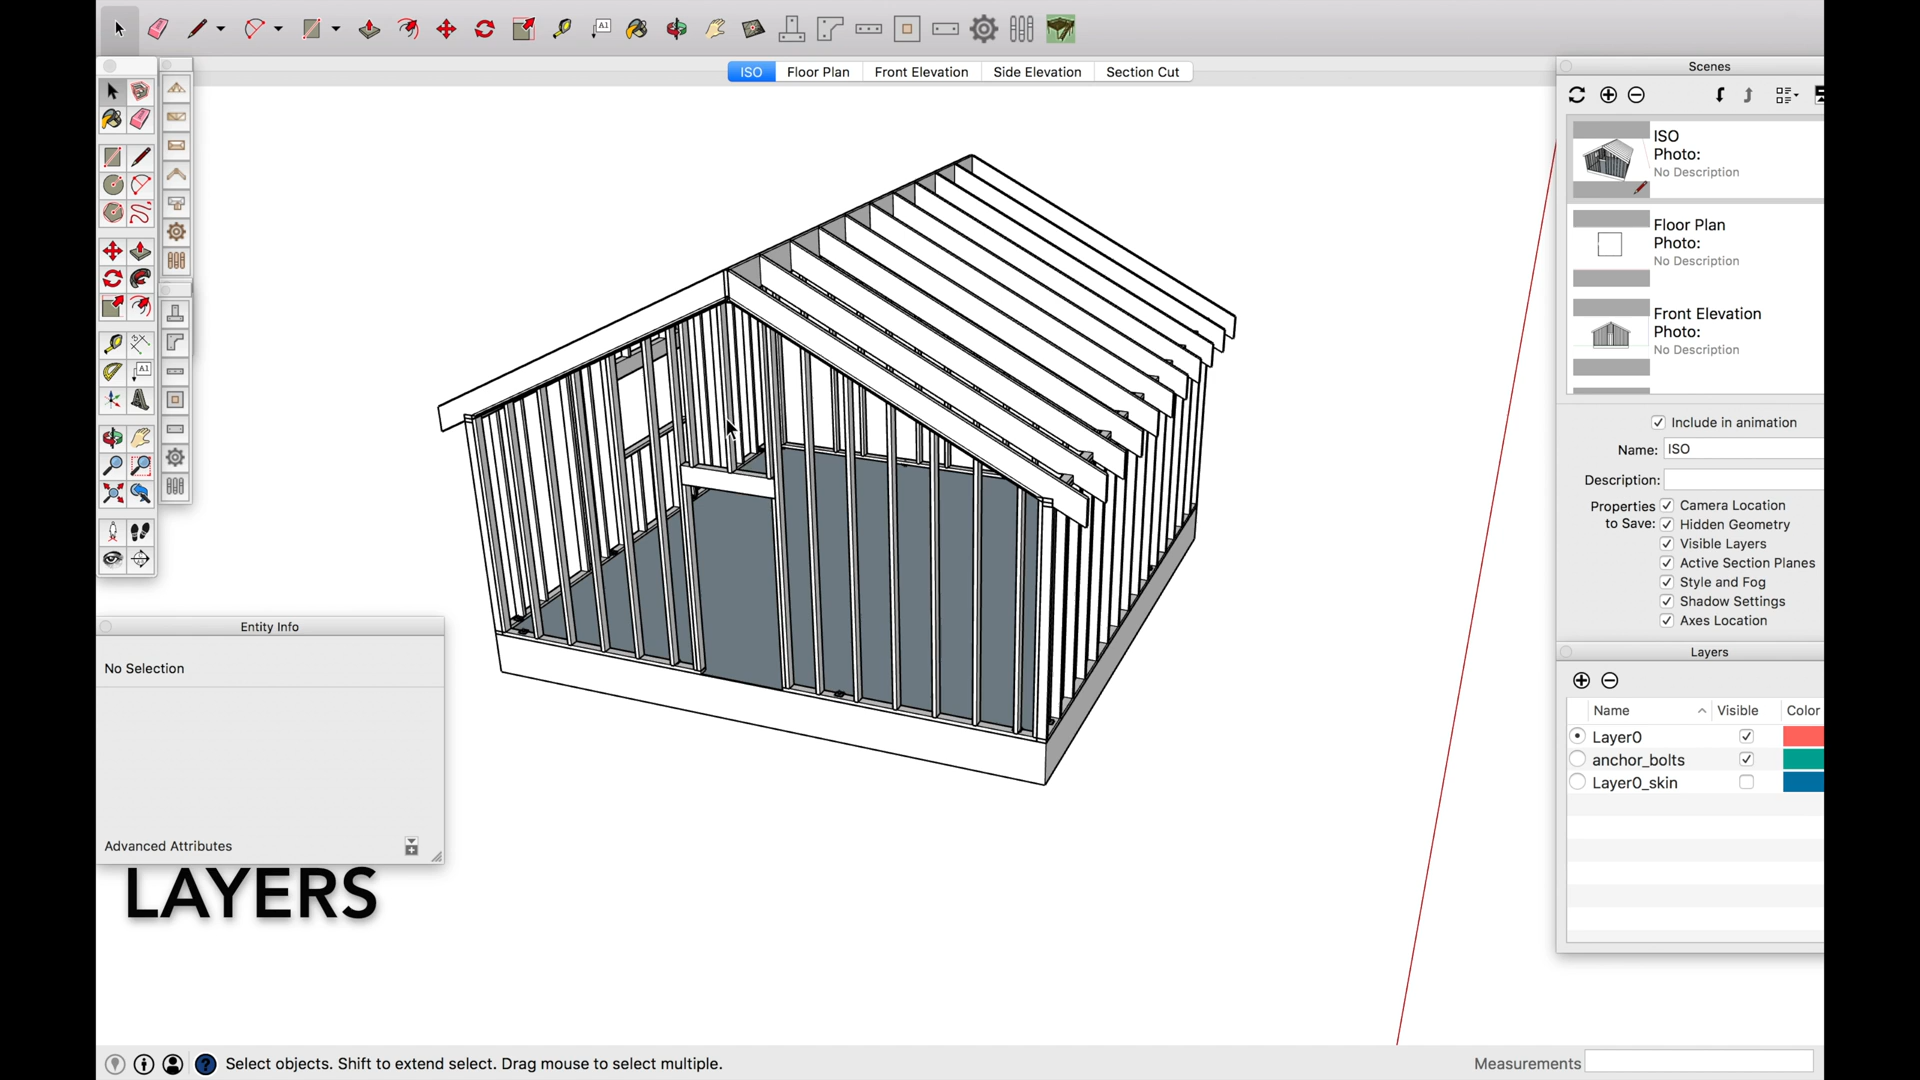 A1
ISO
Floor Plan
Front Elevation
Side Elevation
Section Cut
Scenes
ISO
Photo:
No Description
Floor Plan
Photo:
No Description
Front Elevation
Photo:
No Description
Include in animation
Name: ISO
Description:
Properties to Save:
Camera Location
Hidden Geometry
Visible Layers
Active Section Planes
Style and Fog
Shadow Settings
Axes Location
Layers
Name Visible Color
Layer0
anchor_bolts
Layer0_skin
A1
Entity Info
No Selection
Advanced Attributes
LAYERS
Select objects. Shift to extend select. Drag mouse to select multiple.
Measurements